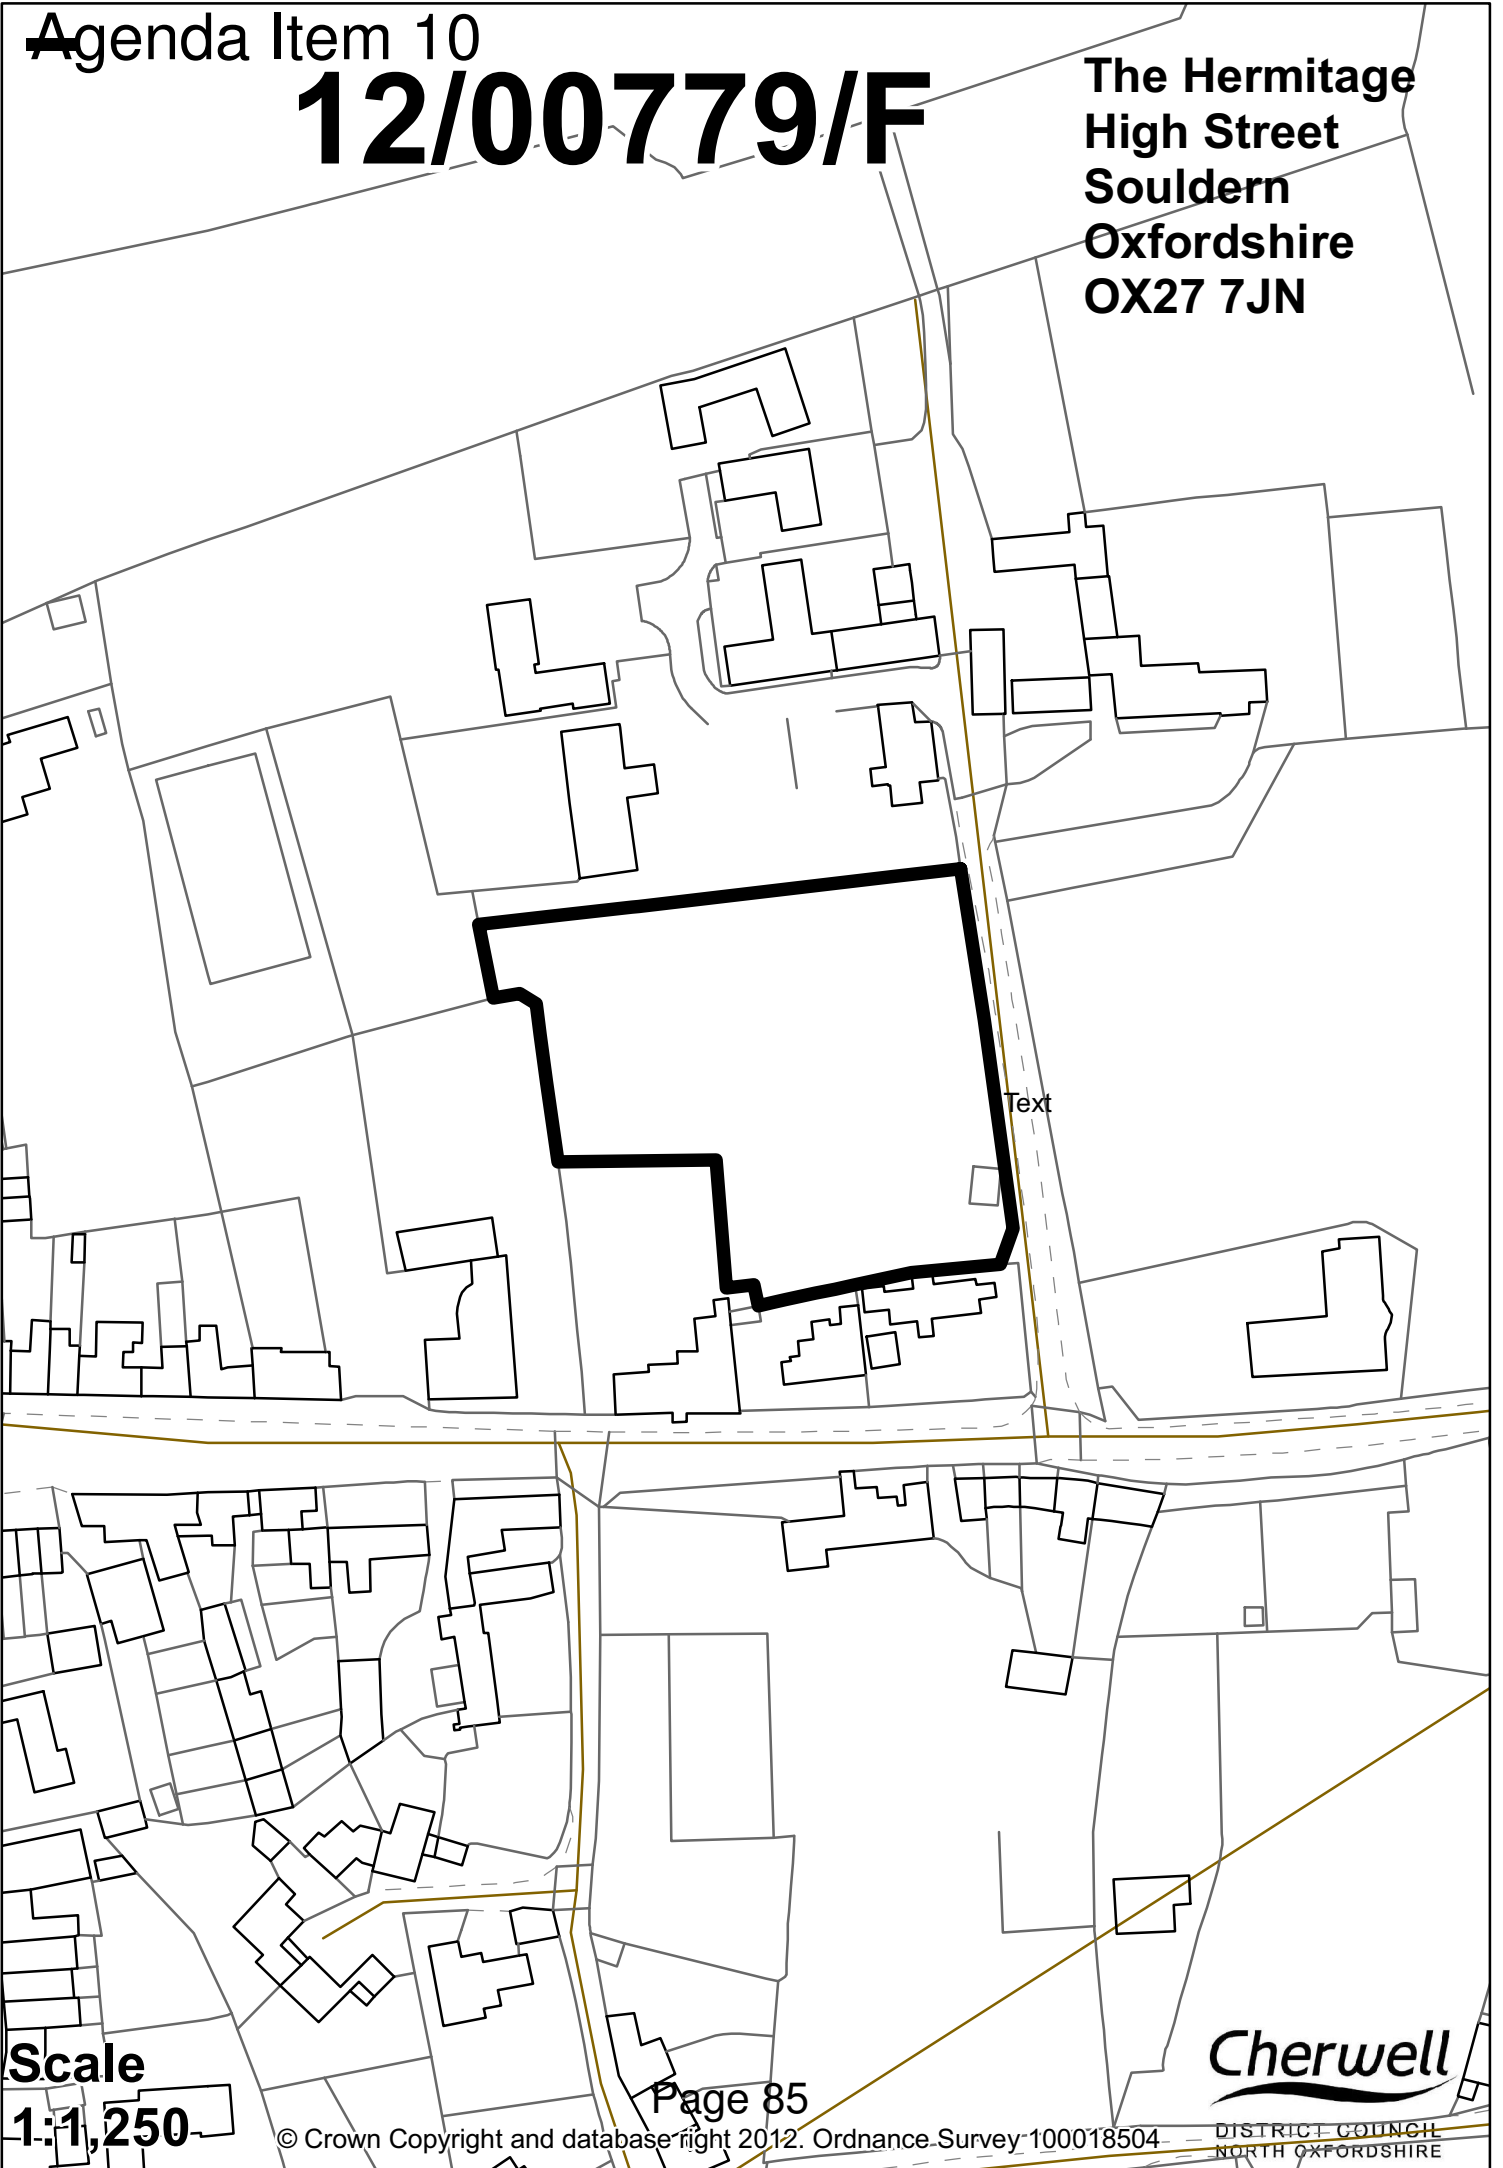 Agenda Item 10
12/00779/F
The Hermitage
High Street
Souldern
Oxfordshire
OX27 7JN
Text
Scale
1:1,250
Page 85
© Crown Copyright and database right 2012. Ordnance Survey 100018504
Cherwell
DISTRICT COUNCIL
NORTH OXFORDSHIRE